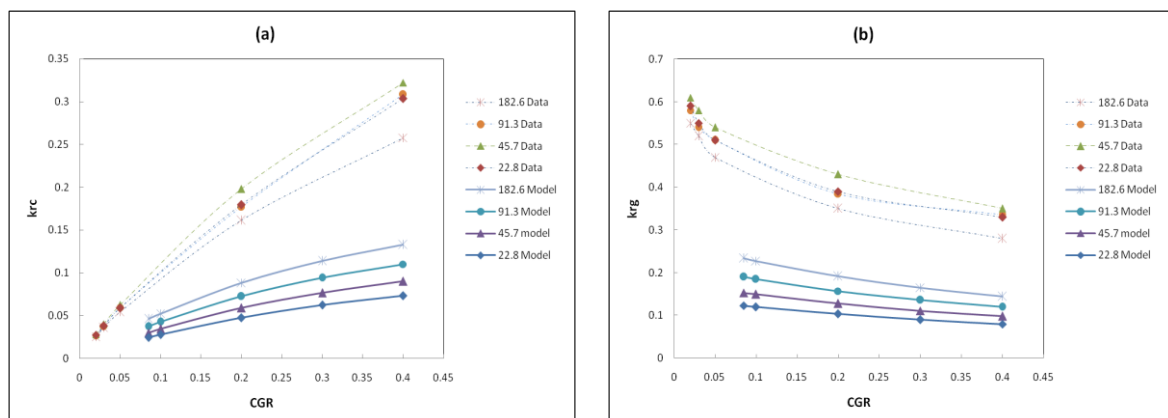 (a)
0.35
0.3
0.25
0.2
0.15
0.1
0.05
0
krc
0 0.05 0.1 0.15 0.2 0.25 0.3 0.35 0.4 0.45
CGR
182.6 Data
91.3 Data
45.7 Data
22.8 Data
182.6 Model
91.3 Model
45.7 model
22.8 Model
(b)
0.7
0.6
0.5
0.4
0.3
0.2
0.1
0
krg
0 0.05 0.1 0.15 0.2 0.25 0.3 0.35 0.4 0.45
CGR
182.6 Data
91.3 Data
45.7 Data
22.8 Data
182.6 Model
91.3 Model
45.7 model
22.8 Model